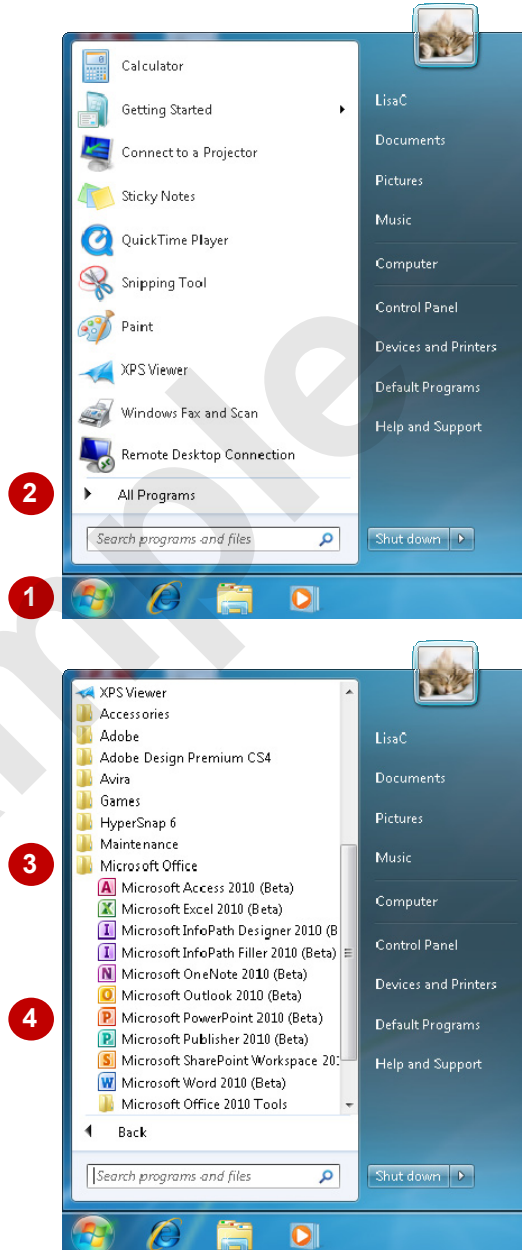 Calculator
Getting Started
Connect to a Projector
Sticky Notes
QuickTime Player
Snipping Tool
Paint
XPS Viewer
Windows Fax and Scan
Remote Desktop Connection
2
All Programs
Search programs and files
LisaC
Documents
Pictures
Music
Computer
Control Panel
Devices and Printers
Default Programs
Help and Support
Shut down
1
XPS Viewer
Accessories
Adobe
Adobe Design Premium CS4
Avira
Games
HyperSnap 6
Maintenance
3
Microsoft Office
Microsoft Access 2010 (Beta)
Microsoft Excel 2010 (Beta)
Microsoft InfoPath Designer 2010 (B
Microsoft InfoPath Filler 2010 (Beta)
Microsoft OneNote 2010 (Beta)
Microsoft Outlook 2010 (Beta)
4
Microsoft PowerPoint 2010 (Beta)
Microsoft Publisher 2010 (Beta)
Microsoft SharePoint Workspace 20
Microsoft Word 2010 (Beta)
Microsoft Office 2010 Tools
Back
Search programs and files
LisaC
Documents
Pictures
Music
Computer
Control Panel
Devices and Printers
Default Programs
Help and Support
Shut down